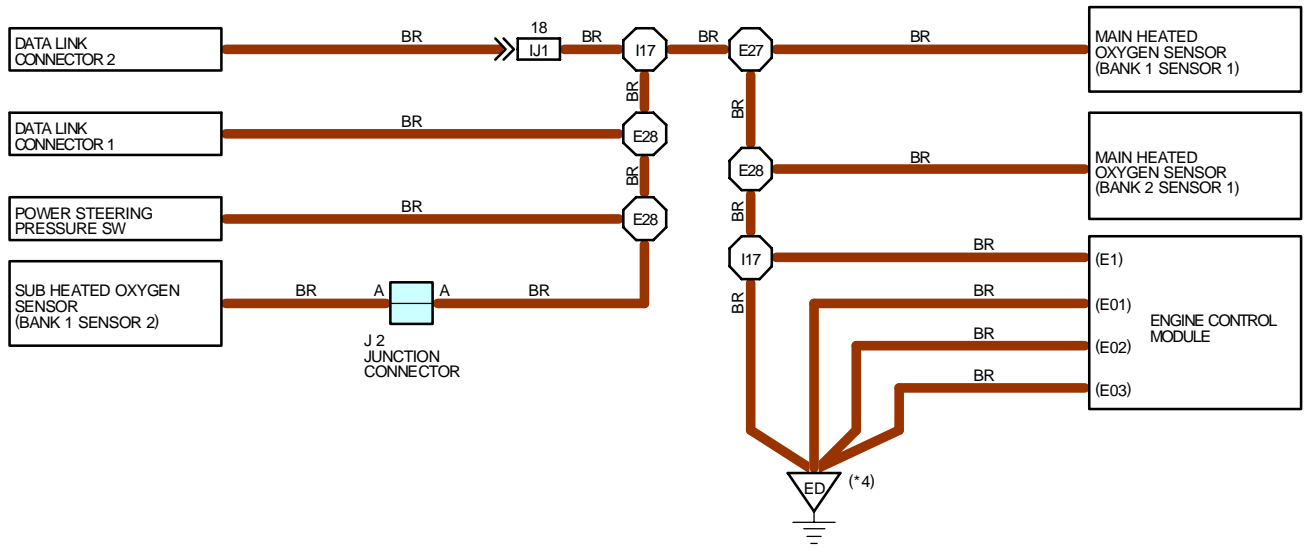 DATA LINK
CONNECTOR 2
BR
18
IJ1
BR
I17
BR
E27
BR
MAIN HEATED
OXYGEN SENSOR
(BANK 1 SENSOR 1)
BR
BR
DATA LINK
CONNECTOR 1
BR
E28
BR
E28
BR
MAIN HEATED
OXYGEN SENSOR
(BANK 2 SENSOR 1)
BR
POWER STEERING
PRESSURE SW
BR
E28
BR
I17
BR
(E1)
SUB HEATED OXYGEN
SENSOR
(BANK 1 SENSOR 2)
BR
A
A
BR
BR
BR
(E01)
ENGINE CONTROL
MODULE
J 2
JUNCTION
CONNECTOR
BR
(E02)
BR
(E03)
ED
(*4)